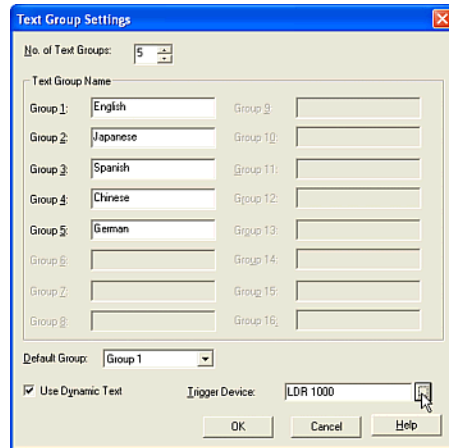 Text Group Settings
No. of Text Groups: 5
Text Group Name
Group 1: English
Group 2: Japanese
Group 3: Spanish
Group 4: Chinese
Group 5: German
Group 6:
Group 7:
Group 8:
Group 9
Group 10:
Group 11:
Group 12:
Group 13:
Group 14:
Group 15:
Group 16:
Default Group: Group 1
Use Dynamic Text
Trigger Device: LDR 1000
OK Cancel Help